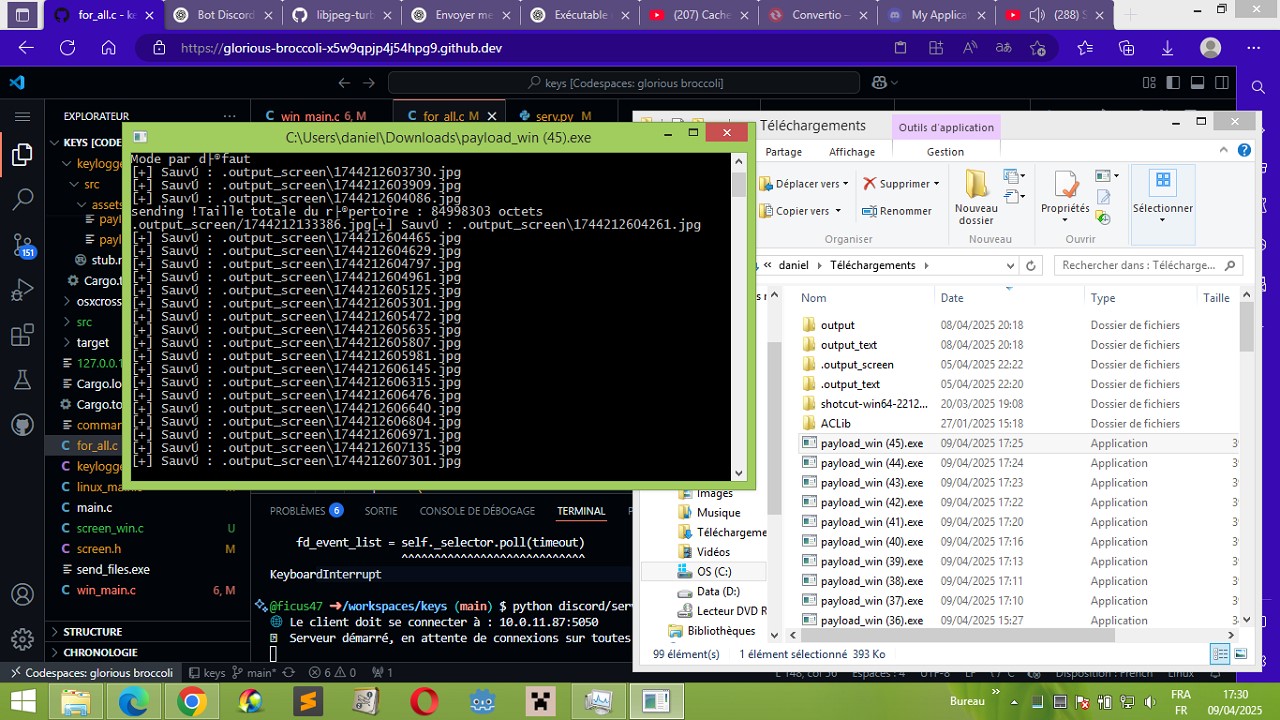 for_all.c - ke
Bot Discord
libjpeg-turb
Envoyer me
Exécutable
(207) Cache
Convertio —
My Applica
(288) S
https://glorious-broccoli-x5w9qpjp4j54hpg9.github.dev
keys [Codespaces: glorious broccoli]
EXPLORATEUR
win_main.c 6, M
for_all.c M
serv.py
KEYS [COD
keylogge
src
assets
payl
payl
stub.r
Cargo.t
osxcross
src
target
127.0.0.1
Cargo.lo
Cargo.to
comman
for_all.c
keylogge
linux_main.c
main.c
screen_win.c U
screen.h M
send_files.exe
win_main.c 6, M
STRUCTURE
CHRONOLOGIE
151
C:\Users\daniel\Downloads\payload_win (45).exe
Mode par d├®faut
[+] SauvÚ : .output_screen\1744212603730.jpg
[+] SauvÚ : .output_screen\1744212603909.jpg
[+] SauvÚ : .output_screen\1744212604086.jpg
sending !Taille totale du r├®pertoire : 84998303 octets
.output_screen/1744212133386.jpg[+] SauvÚ : .output_screen\1744212604261.jpg
[+] SauvÚ : .output_screen\1744212604465.jpg
[+] SauvÚ : .output_screen\1744212604629.jpg
[+] SauvÚ : .output_screen\1744212604797.jpg
[+] SauvÚ : .output_screen\1744212604961.jpg
[+] SauvÚ : .output_screen\1744212605125.jpg
[+] SauvÚ : .output_screen\1744212605301.jpg
[+] SauvÚ : .output_screen\1744212605472.jpg
[+] SauvÚ : .output_screen\1744212605635.jpg
[+] SauvÚ : .output_screen\1744212605807.jpg
[+] SauvÚ : .output_screen\1744212605981.jpg
[+] SauvÚ : .output_screen\1744212606145.jpg
[+] SauvÚ : .output_screen\1744212606315.jpg
[+] SauvÚ : .output_screen\1744212606476.jpg
[+] SauvÚ : .output_screen\1744212606640.jpg
[+] SauvÚ : .output_screen\1744212606804.jpg
[+] SauvÚ : .output_screen\1744212606971.jpg
[+] SauvÚ : .output_screen\1744212607135.jpg
[+] SauvÚ : .output_screen\1744212607301.jpg
PROBLÈMES 6 SORTIE CONSOLE DE DÉBOGAGE TERMINAL
fd_event_list = self._selector.poll(timeout)
^^^^^^^^^^^^^^^^^^^^^^^^^^^^
KeyboardInterrupt
@ficus47 ➜/workspaces/keys (main) $ python discord/serv
Le client doit se connecter à : 10.0.11.87:5050
Serveur démarré, en attente de connexions sur toutes
Téléchargements
Outils d'application
Partage Affichage Gestion
Déplacer vers
Copier vers
Supprimer
Renommer
Nouveau dossier
Propriétés
Sélectionner
Organiser Nouveau Ouvrir
« daniel Téléchargements
Rechercher dans : Télécharge...
Nom Date Type Taille
output 08/04/2025 20:18 Dossier de fichiers
output_text 08/04/2025 20:18 Dossier de fichiers
.output_screen 05/04/2025 22:22 Dossier de fichiers
.output_text 05/04/2025 22:20 Dossier de fichiers
shotcut-win64-2212... 20/03/2025 19:08 Dossier de fichiers
ACLib 27/01/2025 15:18 Dossier de fichiers
payload_win (45).exe 09/04/2025 17:25 Application
payload_win (44).exe 09/04/2025 17:24 Application
payload_win (43).exe 09/04/2025 17:23 Application
payload_win (42).exe 09/04/2025 17:22 Application
payload_win (41).exe 09/04/2025 17:20 Application
payload_win (40).exe 09/04/2025 17:16 Application
payload_win (39).exe 09/04/2025 17:13 Application
payload_win (38).exe 09/04/2025 17:11 Application
payload_win (37).exe 09/04/2025 17:10 Application
payload_win (36).exe 09/04/2025 15:27 Application
Images
Musique
Téléchargeme
Vidéos
OS (C:)
Data (D:)
Lecteur DVD R
Bibliothèques
99 élément(s) 1 élément sélectionné 393 Ko
Codespaces: glorious broccoli
keys
main*
6 0
1
Bureau
FRA
FR
17:30
09/04/2025